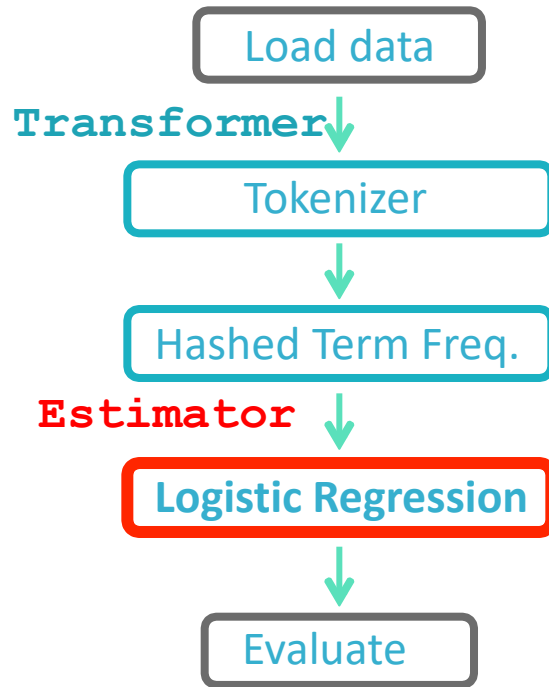 Load data
Transformer
Tokenizer
Hashed Term Freq.
Estimator
Logistic Regression
Evaluate